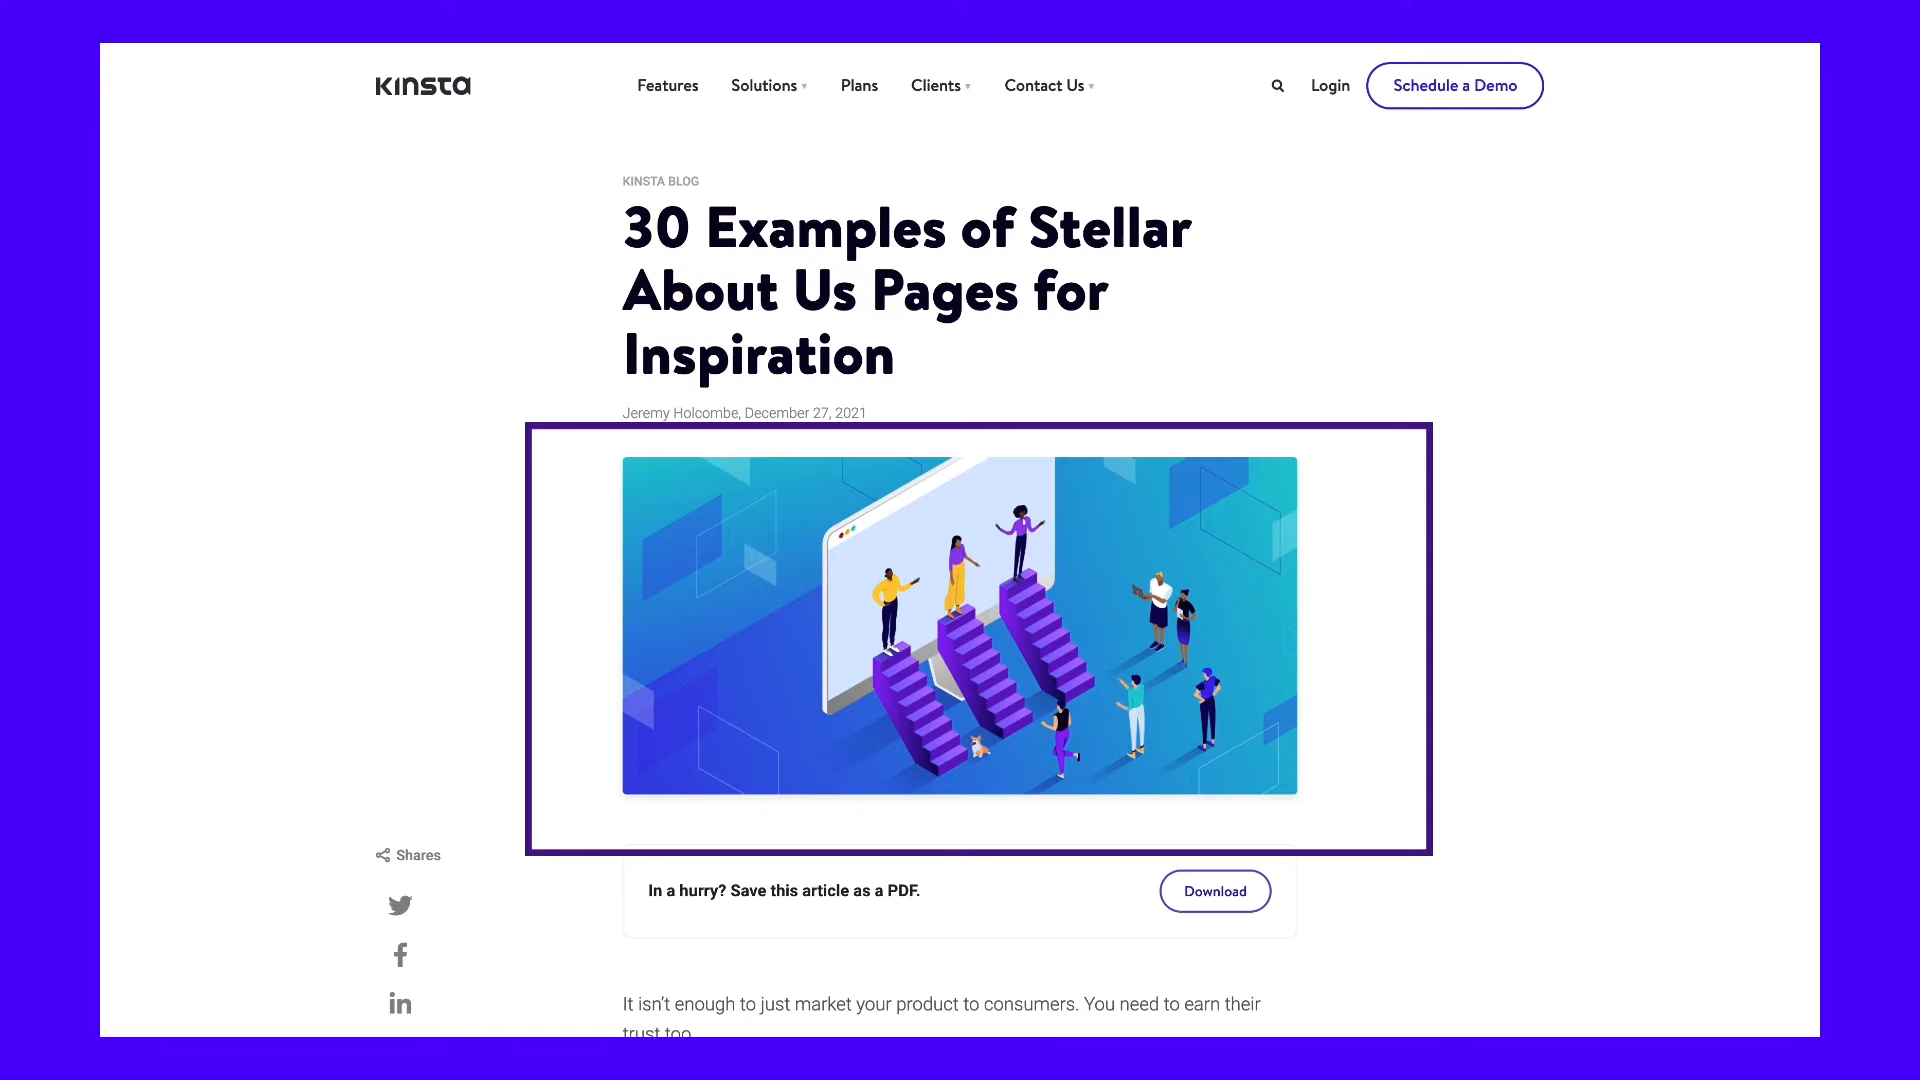 KINSTA
Features Solutions Plans Clients Contact Us Login Schedule a Demo
KINSTA BLOG
30 Examples of Stellar
About Us Pages for
Inspiration
Jeremy Holcombe, December 27, 2021
Shares
In a hurry? Save this article as a PDF.
Download
It isn't enough to just market your product to consumers. You need to earn their
trust too.